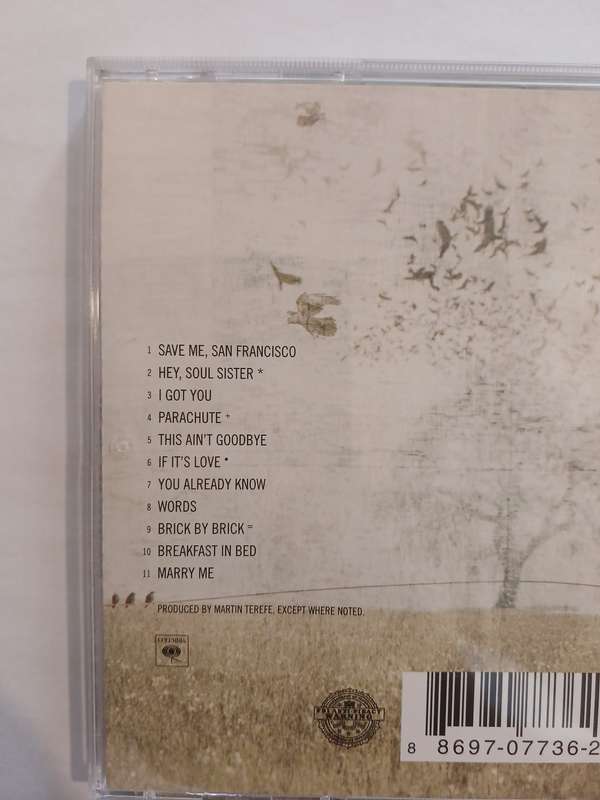 1 SAVE ME, SAN FRANCISCO
2 HEY, SOUL SISTER *
3 I GOT YOU
4 PARACHUTE +
5 THIS AIN'T GOODBYE
6 IF IT'S LOVE •
7 YOU ALREADY KNOW
8 WORDS
9 BRICK BY BRICK =
10 BREAKFAST IN BED
11 MARRY ME
PRODUCED BY MARTIN TEREFE, EXCEPT WHERE NOTED.
COLUMBIA
WARNING
8 8697-07736-2